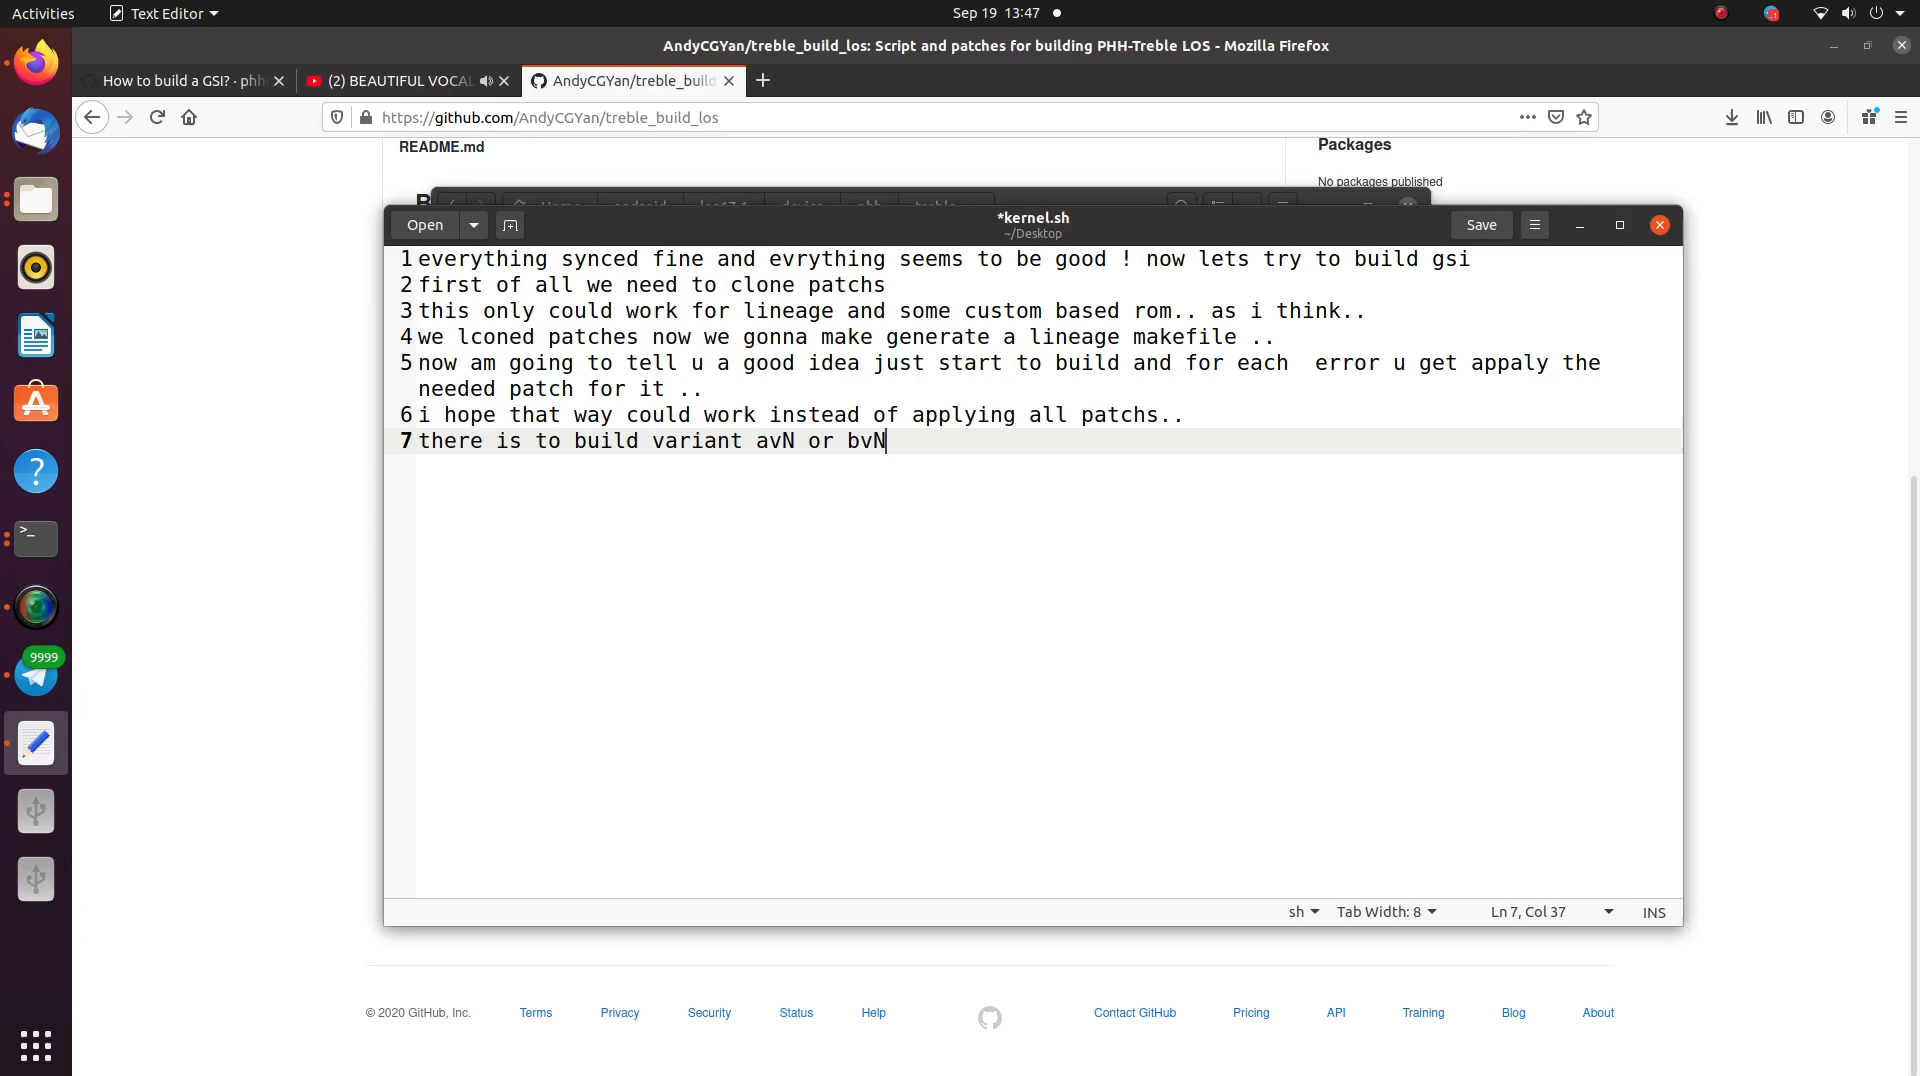 Activities Text Editor Sep 19 13:47
AndyCGYan/treble_build_los: Script and patches for building PHH-Treble LOS - Mozilla Firefox
How to build a GSI? · phh (2) BEAUTIFUL VOCAL AndyCGYan/treble_build
https://github.com/AndyCGYan/treble_build_los
README.md Packages
No packages published
Open *kernel.sh Save
~/Desktop
1 everything synced fine and evrything seems to be good ! now lets try to build gsi
2 first of all we need to clone patchs
3 this only could work for lineage and some custom based rom.. as i think..
4 we lconed patches now we gonna make generate a lineage makefile ..
5 now am going to tell u a good idea just start to build and for each  error u get appaly the
needed patch for it ..
6 i hope that way could work instead of applying all patchs..
7 there is to build variant avN or bvN
sh Tab Width: 8 Ln 7, Col 37 INS
9999
© 2020 GitHub, Inc. Terms Privacy Security Status Help Contact GitHub Pricing API Training Blog About